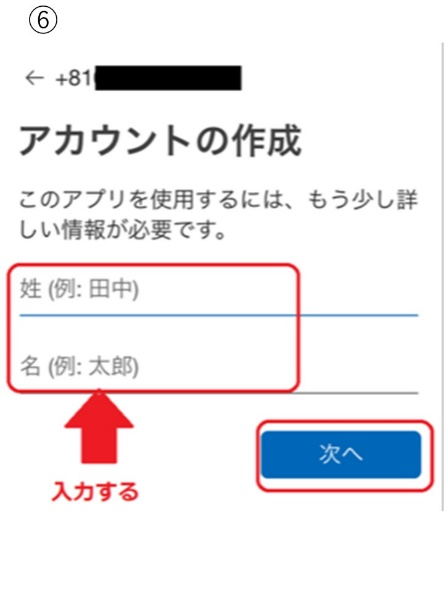 ⑥
← +81
アカウントの作成
このアプリを使用するには、もう少し詳
しい情報が必要です。
姓 (例: 田中)
名 (例: 太郎)
次へ
入力する